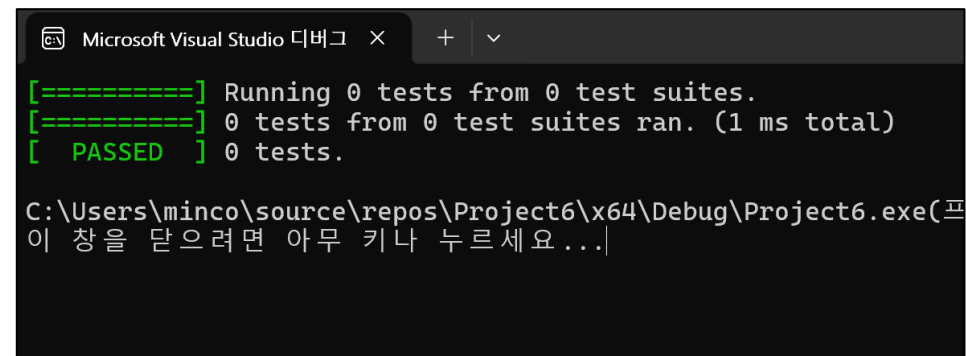 Microsoft Visual Studio 디버그
[==========] Running 0 tests from 0 test suites.
[==========] 0 tests from 0 test suites ran. (1 ms total)
[  PASSED  ] 0 tests.
C:\Users\minco\source\repos\Project6\x64\Debug\Project6.exe(프
이 창을 닫으려면 아무 키나 누르세요...